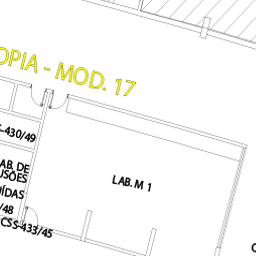 OPIA - MOD. 17
S-430/49
AB. DE
USÕES
ÍDAS
/48
CSS-433/45
LAB. M 1